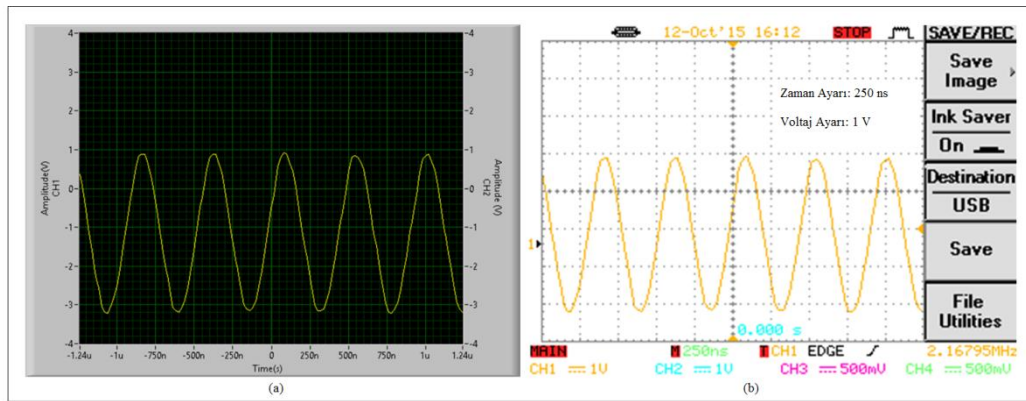 4
3
2
1
0
-1
-2
-3
-4
Amplitude(V)
CH1
4
3
2
1
0
-1
-2
-3
-4
Amplitude (V)
CH2
-1.24u -1u -750n -500n -250n 0 250n 500n 750n 1u 1.24u
Time(s)
(a)
12-Oct'15 16:12 STOP
Zaman Ayarı: 250 ns
Voltaj Ayarı: 1 V
1
0.000 s
MAIN M 250ns T CH1 EDGE 2.16795MHz
CH1 1V CH2 1V CH3 500mV CH4 500mV
SAVE/REC
Save
Image
Ink Saver
On
Destination
USB
Save
File
Utilities
(b)